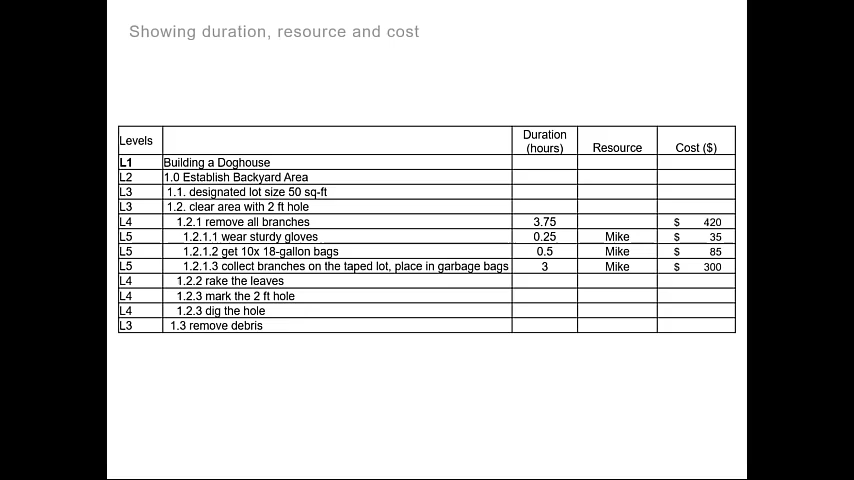 Showing duration, resource and cost
Levels Duration (hours) Resource Cost ($)
L1 Building a Doghouse
L2 1.0 Establish Backyard Area
L3 1.1. designated lot size 50 sq-ft
L3 1.2. clear area with 2 ft hole
L4 1.2.1 remove all branches 3.75 $ 420
L5 1.2.1.1 wear sturdy gloves 0.25 Mike $ 35
L5 1.2.1.2 get 10x 18-gallon bags 0.5 Mike $ 85
L5 1.2.1.3 collect branches on the taped lot, place in garbage bags 3 Mike $ 300
L4 1.2.2 rake the leaves
L4 1.2.3 mark the 2 ft hole
L4 1.2.3 dig the hole
L3 1.3 remove debris